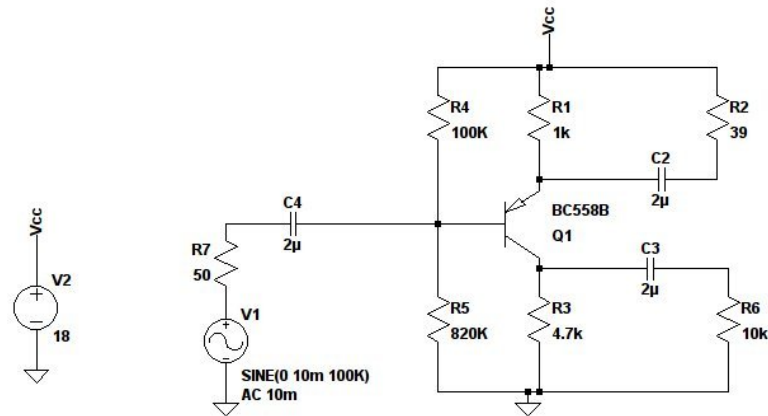 Vcc
R4
100K
R1
1k
R2
39
C2
2µ
C4
2µ
BC558B
Q1
Vcc
R7
50
C3
2µ
V2
18
V1
R5
820K
R3
4.7k
R6
10k
SINE(0 10m 100K)
AC 10m